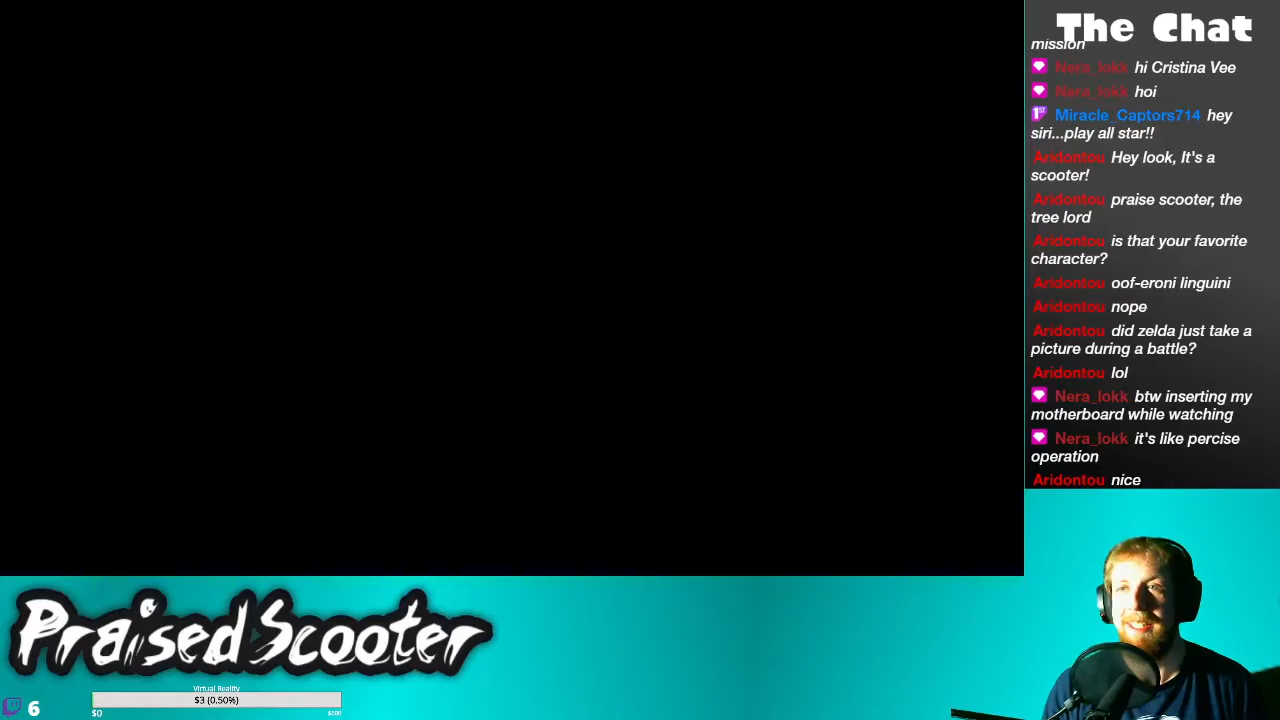 The Chat
mission
Nera_lokk hi Cristina Vee
Nera_lokk hoi
1ST Miracle_Captors714 hey
siri...play all star!!
Aridontou Hey look, It's a
scooter!
Aridontou praise scooter, the
tree lord
Aridontou is that your favorite
character?
Aridontou oof-eroni linguini
Aridontou nope
Aridontou did zelda just take a
picture during a battle?
Aridontou lol
Nera_lokk btw inserting my
motherboard while watching
Nera_lokk it's like percise
operation
Aridontou nice
PraisedScooter
Virtual Reality
$3 (0.50%)
6
$0